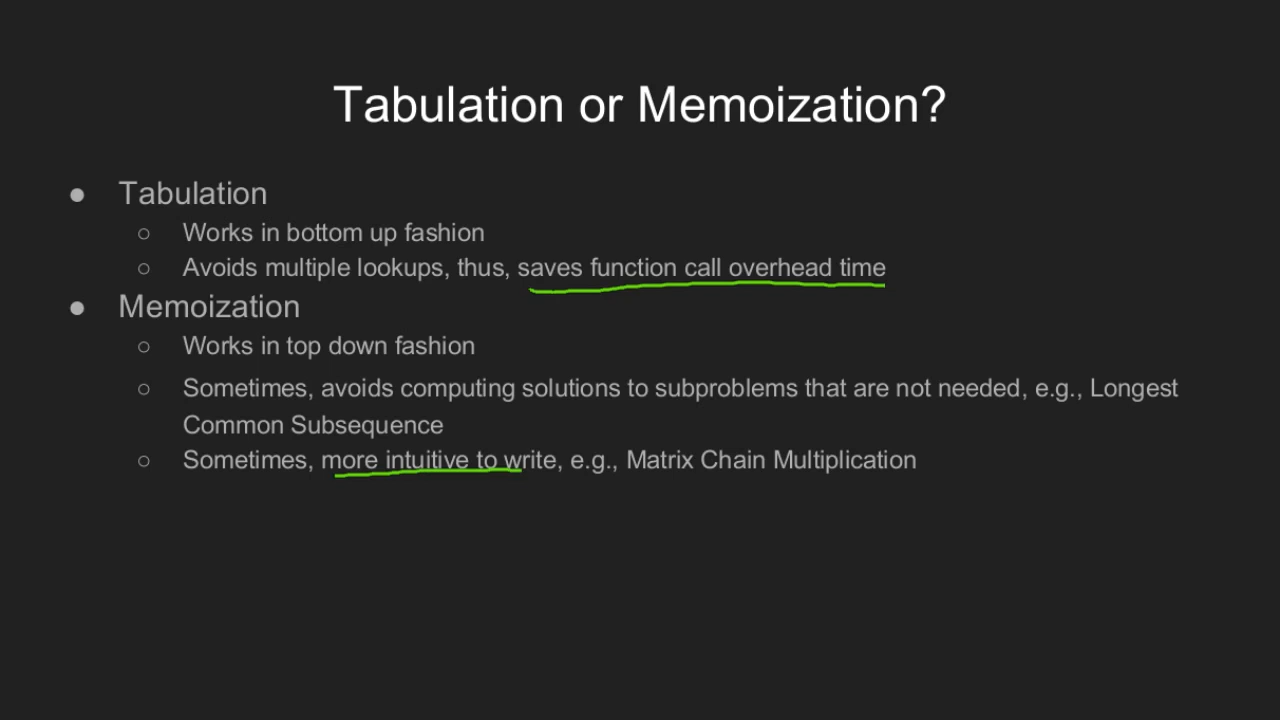 Tabulation or Memoization?
● Tabulation
○ Works in bottom up fashion
○ Avoids multiple lookups, thus, saves function call overhead time
● Memoization
○ Works in top down fashion
○ Sometimes, avoids computing solutions to subproblems that are not needed, e.g., Longest
Common Subsequence
○ Sometimes, more intuitive to write, e.g., Matrix Chain Multiplication